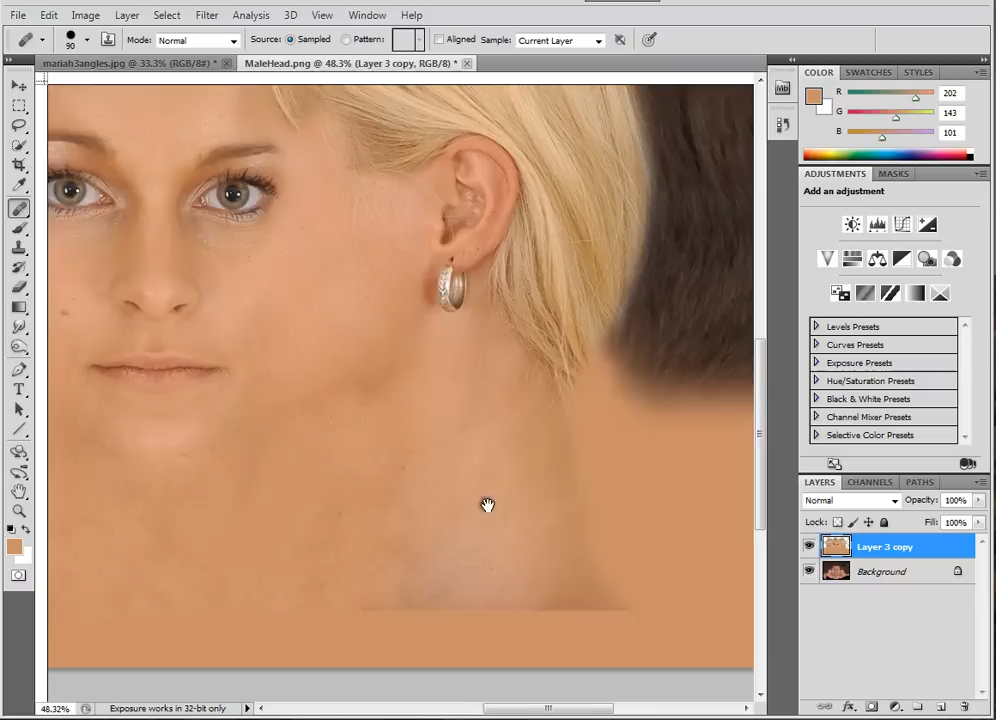 File Edit Image Layer Select Filter Analysis 3D View Window Help
90 Mode: Normal Source: Sampled Pattern: Aligned Sample: Current Layer
mariah3angles.jpg @ 33.3% (RGB/8#) * MaleHead.png @ 48.3% (Layer 3 copy, RGB/8) *
COLOR SWATCHES STYLES
R 202
G 143
B 101
ADJUSTMENTS MASKS
Add an adjustment
Levels Presets
Curves Presets
Exposure Presets
Hue/Saturation Presets
Black & White Presets
Channel Mixer Presets
Selective Color Presets
LAYERS CHANNELS PATHS
Normal Opacity: 100%
Lock: Fill: 100%
Layer 3 copy
Background
48.32% Exposure works in 32-bit only